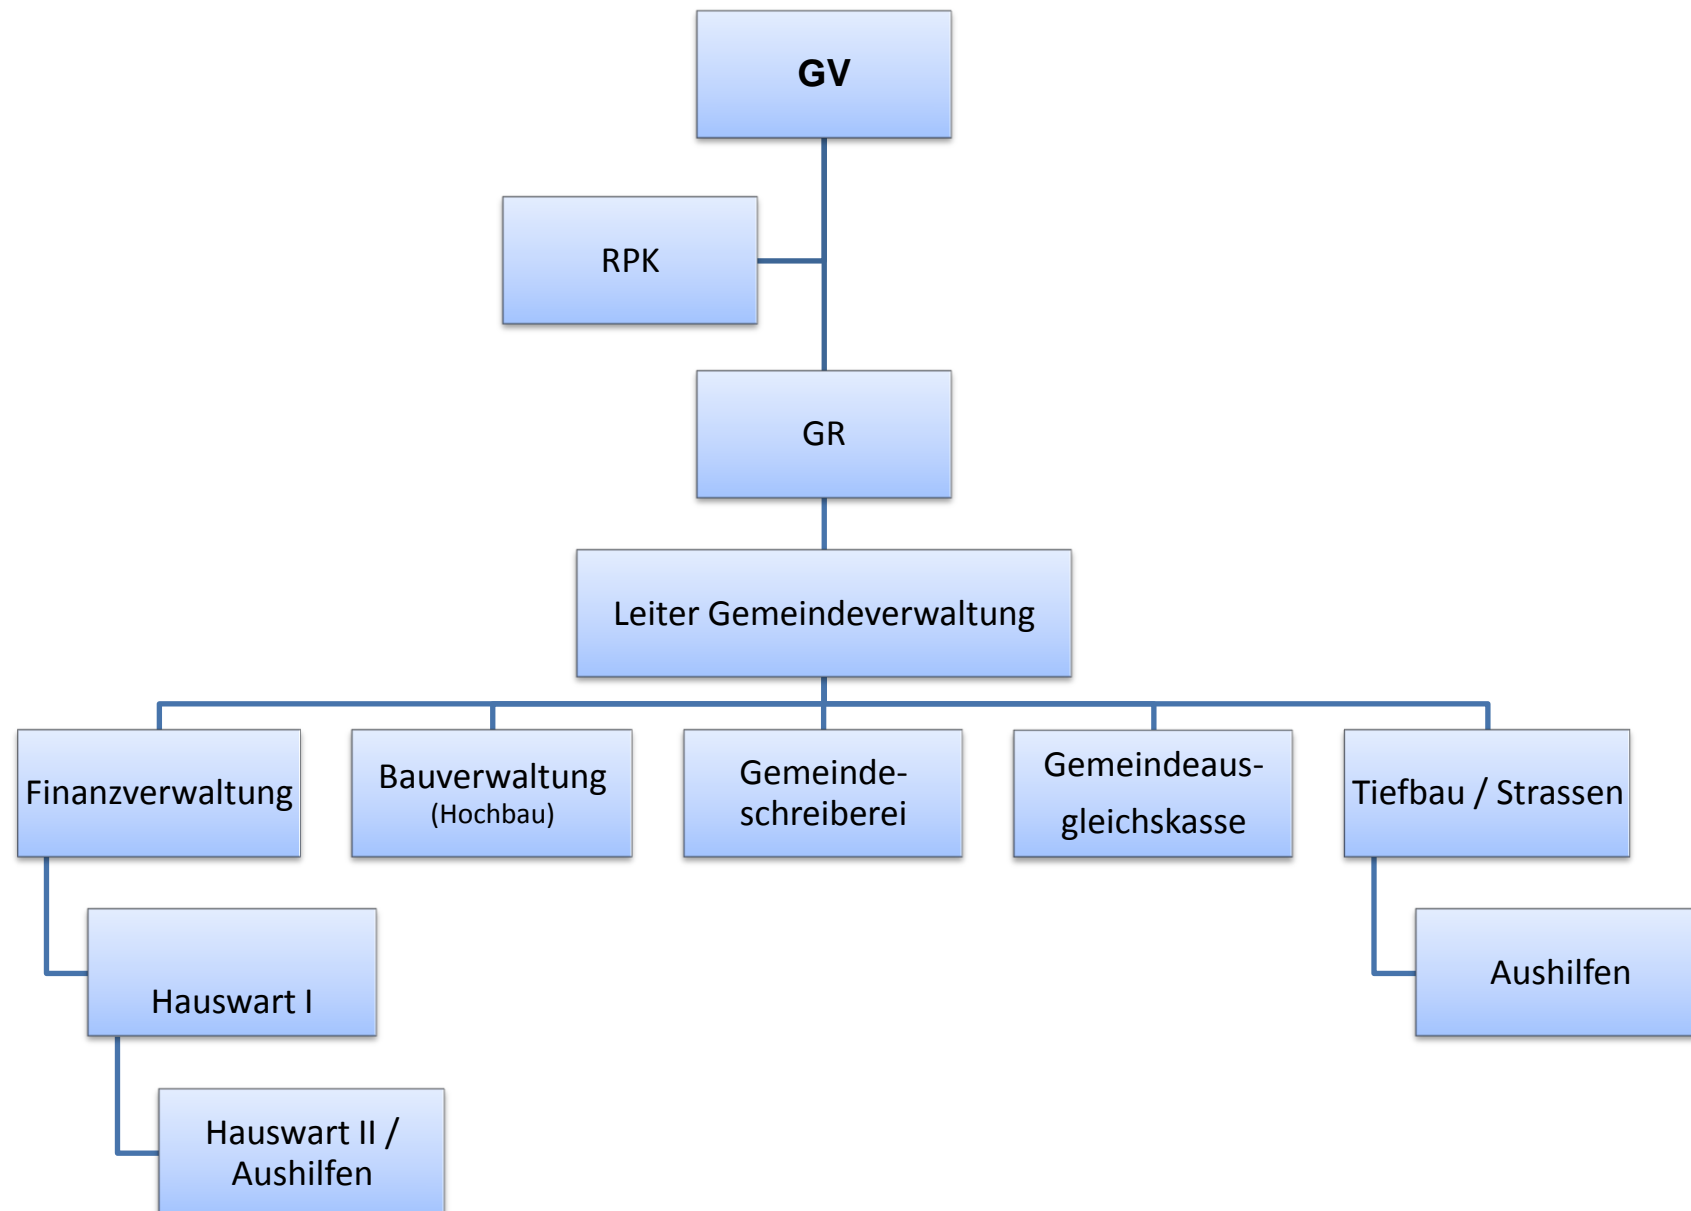 GV
RPK
GR
Leiter Gemeindeverwaltung
Finanzverwaltung
Bauverwaltung
(Hochbau)
Gemeinde-
schreiberei
Gemeindeaus-
gleichskasse
Tiefbau / Strassen
Hauswart I
Aushilfen
Hauswart II /
Aushilfen